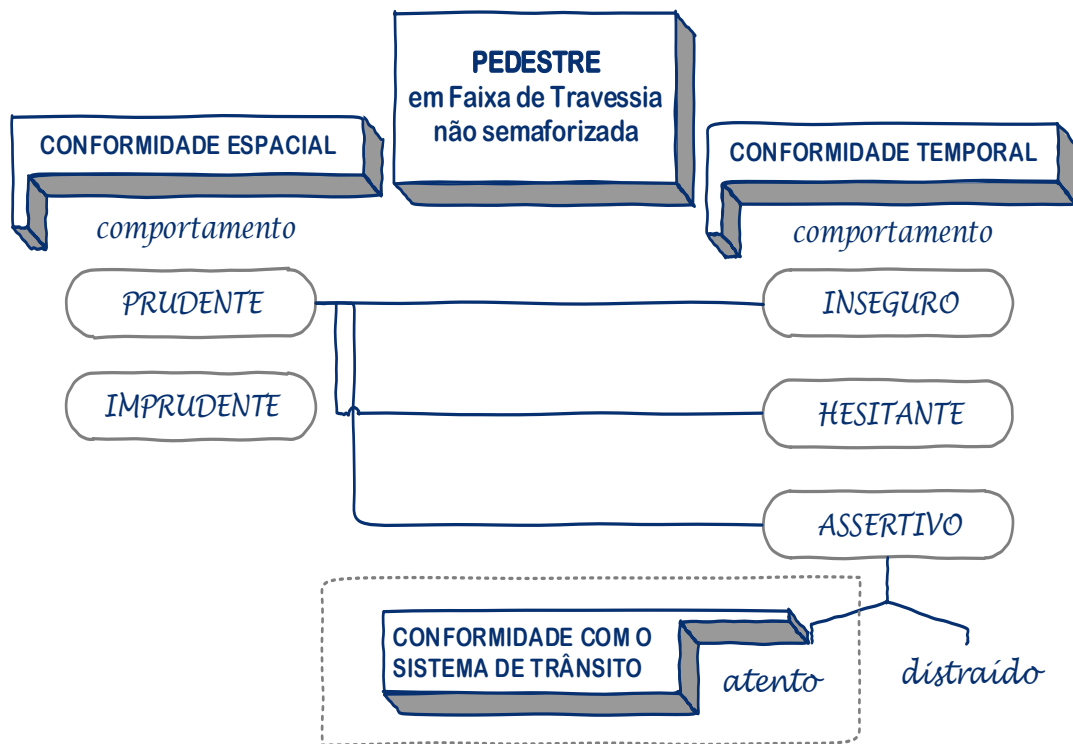 PEDESTRE
em Faixa de Travessia
não semaforizada
CONFORMIDADE ESPACIAL
CONFORMIDADE TEMPORAL
comportamento
comportamento
PRUDENTE
INSEGURO
IMPRUDENTE
HESITANTE
ASSERTIVO
CONFORMIDADE COM O
SISTEMA DE TRÂNSITO
atento
distraído